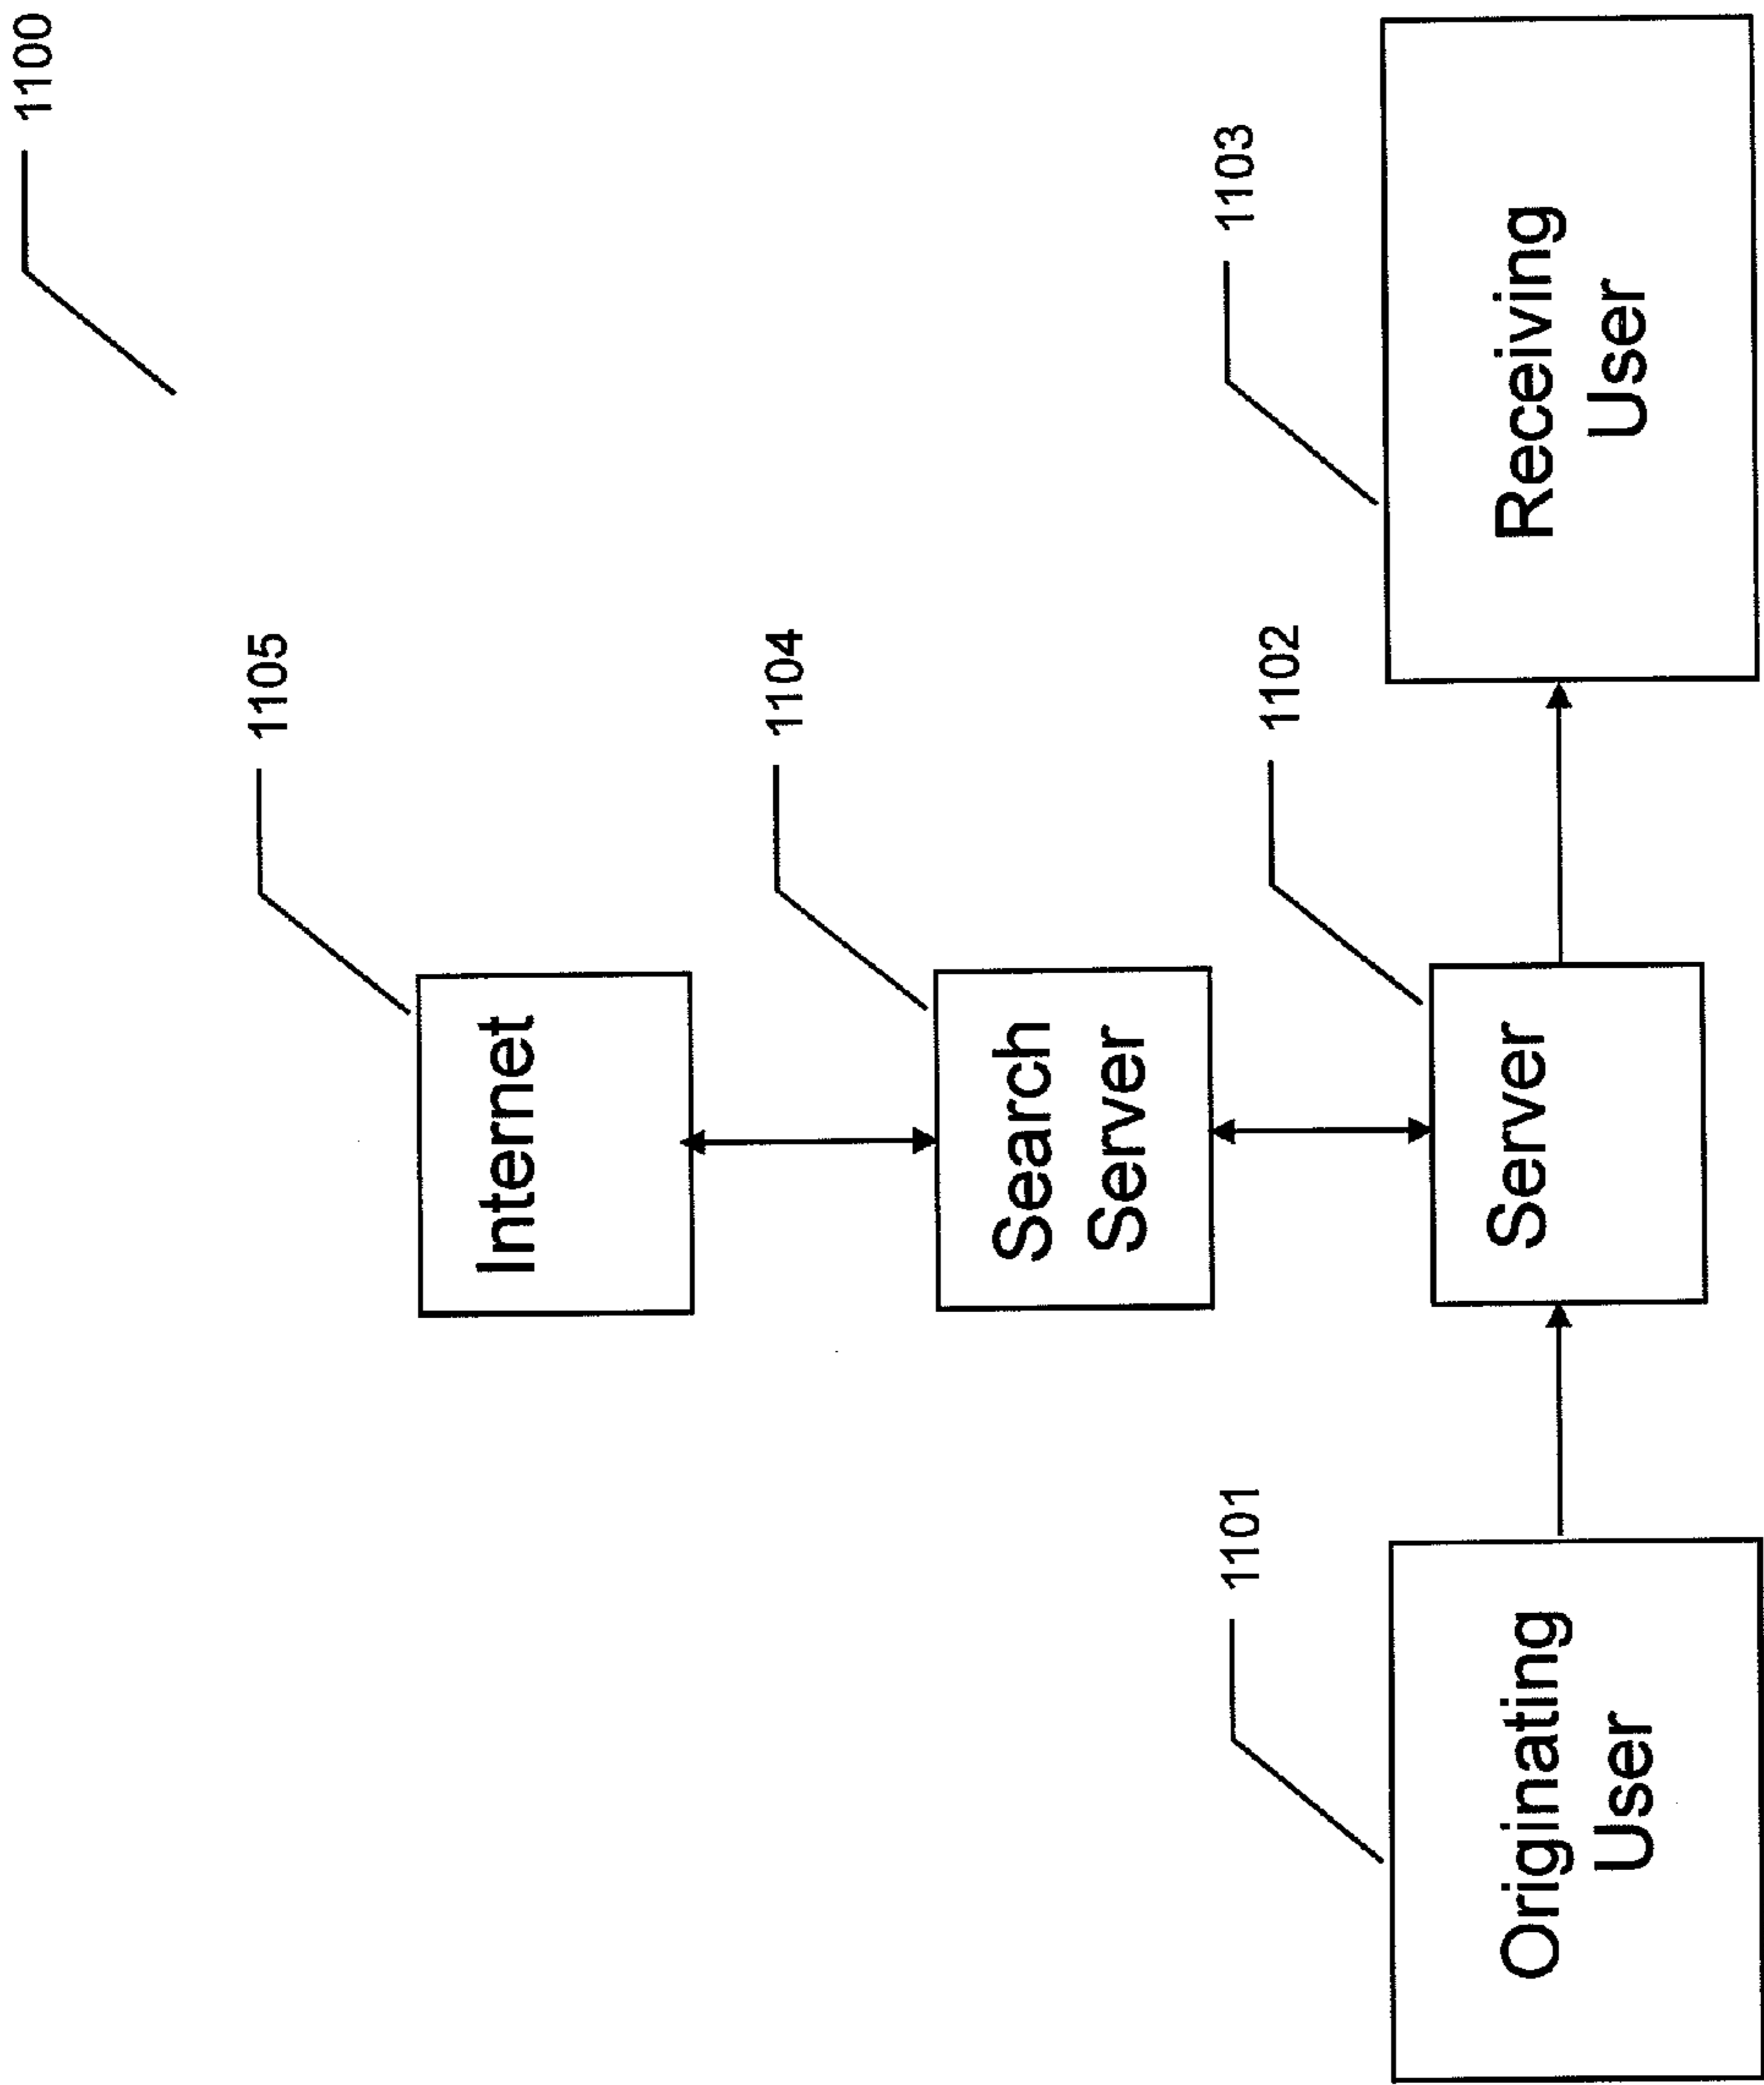 1100
1105
Internet
1104
Search
Server
1103
Receiving
User
1102
Server
1101
Originating
User